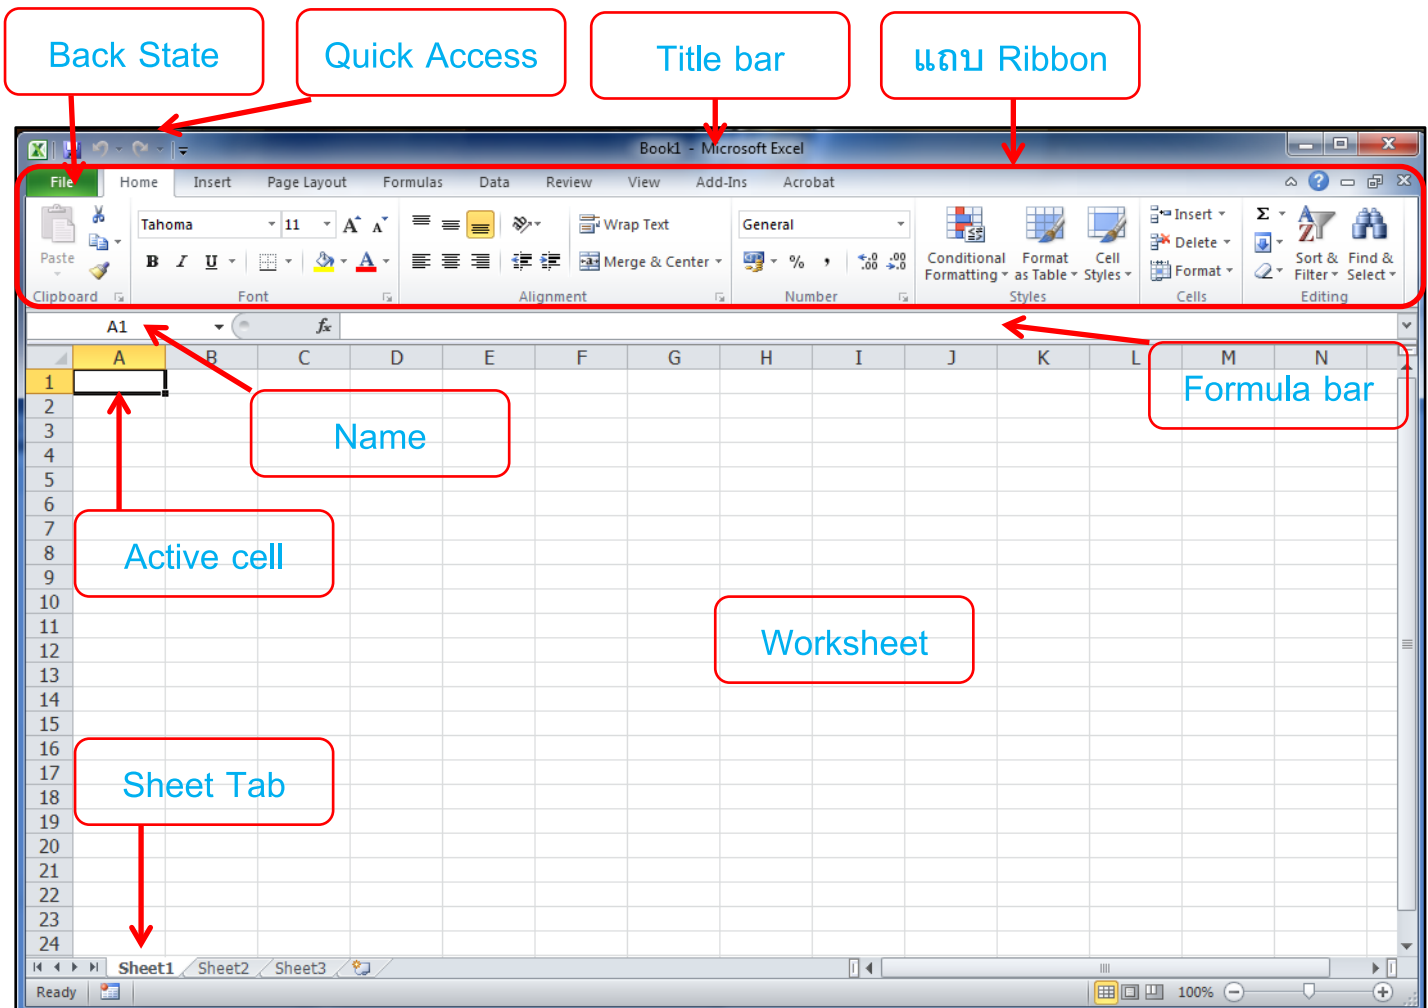 Back State
Quick Access
Title bar
แถบ Ribbon
Book1 - Microsoft Excel
File Home Insert Page Layout Formulas Data Review View Add-Ins Acrobat
Tahoma 11 Wrap Text General Insert Σ
Paste Delete
B I U Merge & Center % , Conditional Formatting Format as Table Cell Styles Format Sort & Filter Find & Select
Clipboard Font Alignment Number Styles Cells Editing
A1 fx
A B C D E F G H I J K L M N
1
2
3
4
5
6
7
8
9
10
11
12
13
14
15
16
17
18
19
20
21
22
23
24
Formula bar
Name
Active cell
Worksheet
Sheet Tab
Sheet1 Sheet2 Sheet3
Ready 100%